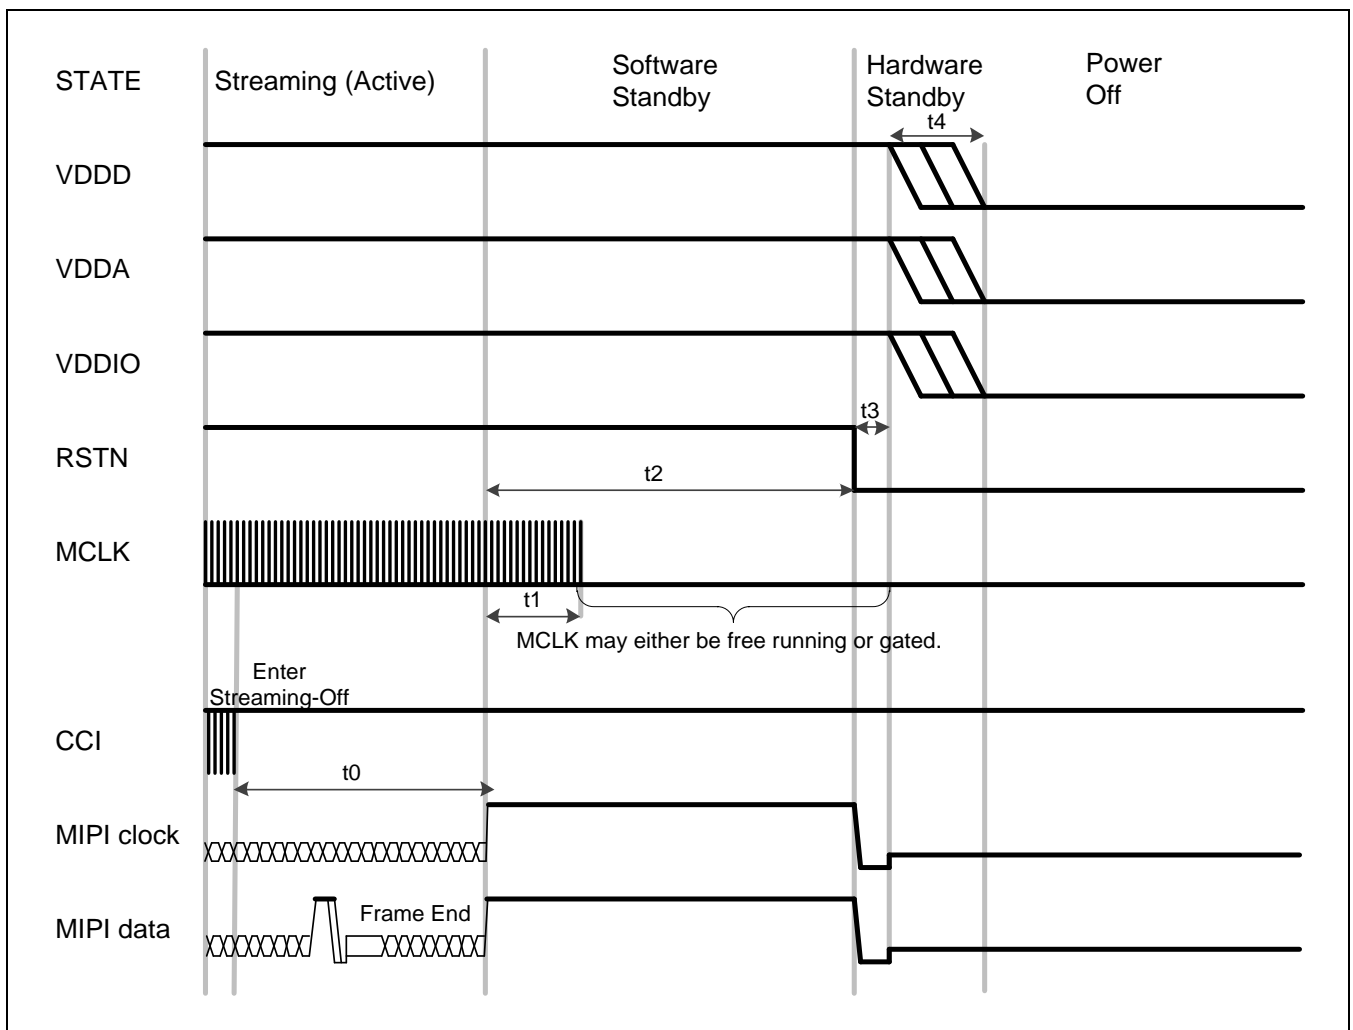 STATE
Streaming (Active)
Software
Standby
Hardware
Standby
Power
Off
t4
VDDD
VDDA
VDDIO
t3
RSTN
t2
MCLK
t1
MCLK may either be free running or gated.
Enter
Streaming-Off
CCI
t0
MIPI clock
Frame End
MIPI data